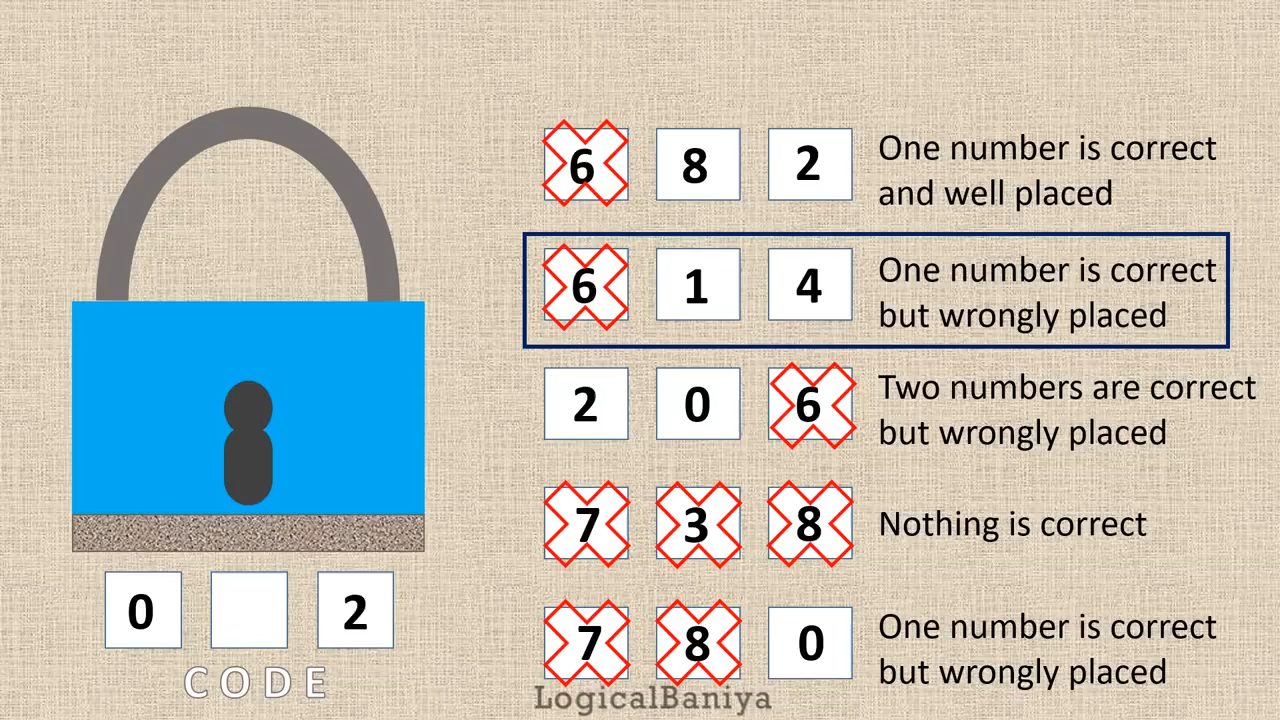 6 8 2 One number is correct
and well placed
6 1 4 One number is correct
but wrongly placed
2 0 6 Two numbers are correct
but wrongly placed
7 3 8 Nothing is correct
7 8 0 One number is correct
but wrongly placed
0 2
CODE
LogicalBaniya